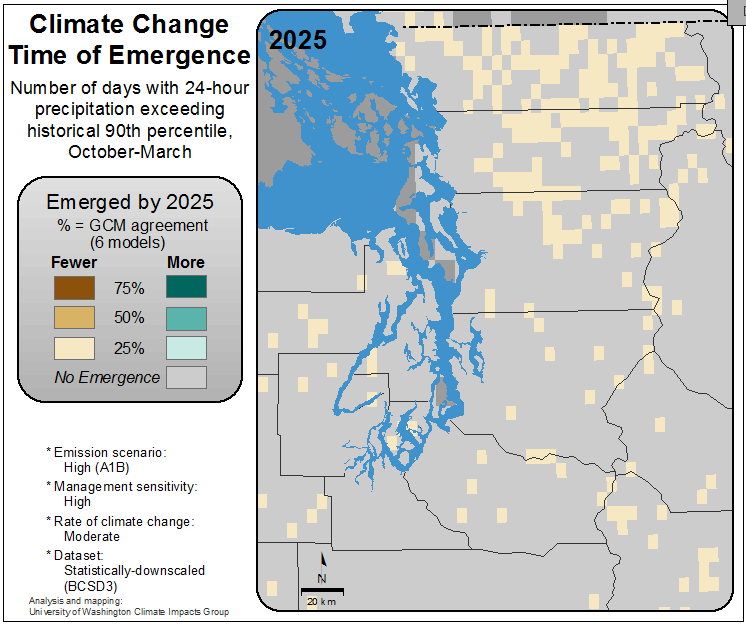 Climate Change
Time of Emergence
Number of days with 24-hour
precipitation exceeding
historical 90th percentile,
October-March
Emerged by 2025
% = GCM agreement
(6 models)
Fewer More
75%
50%
25%
No Emergence
* Emission scenario:
High (A1B)
* Management sensitivity:
High
* Rate of climate change:
Moderate
* Dataset:
Statistically-downscaled
(BCSD3)
Analysis and mapping:
University of Washington Climate Impacts Group
2025
N
20 km